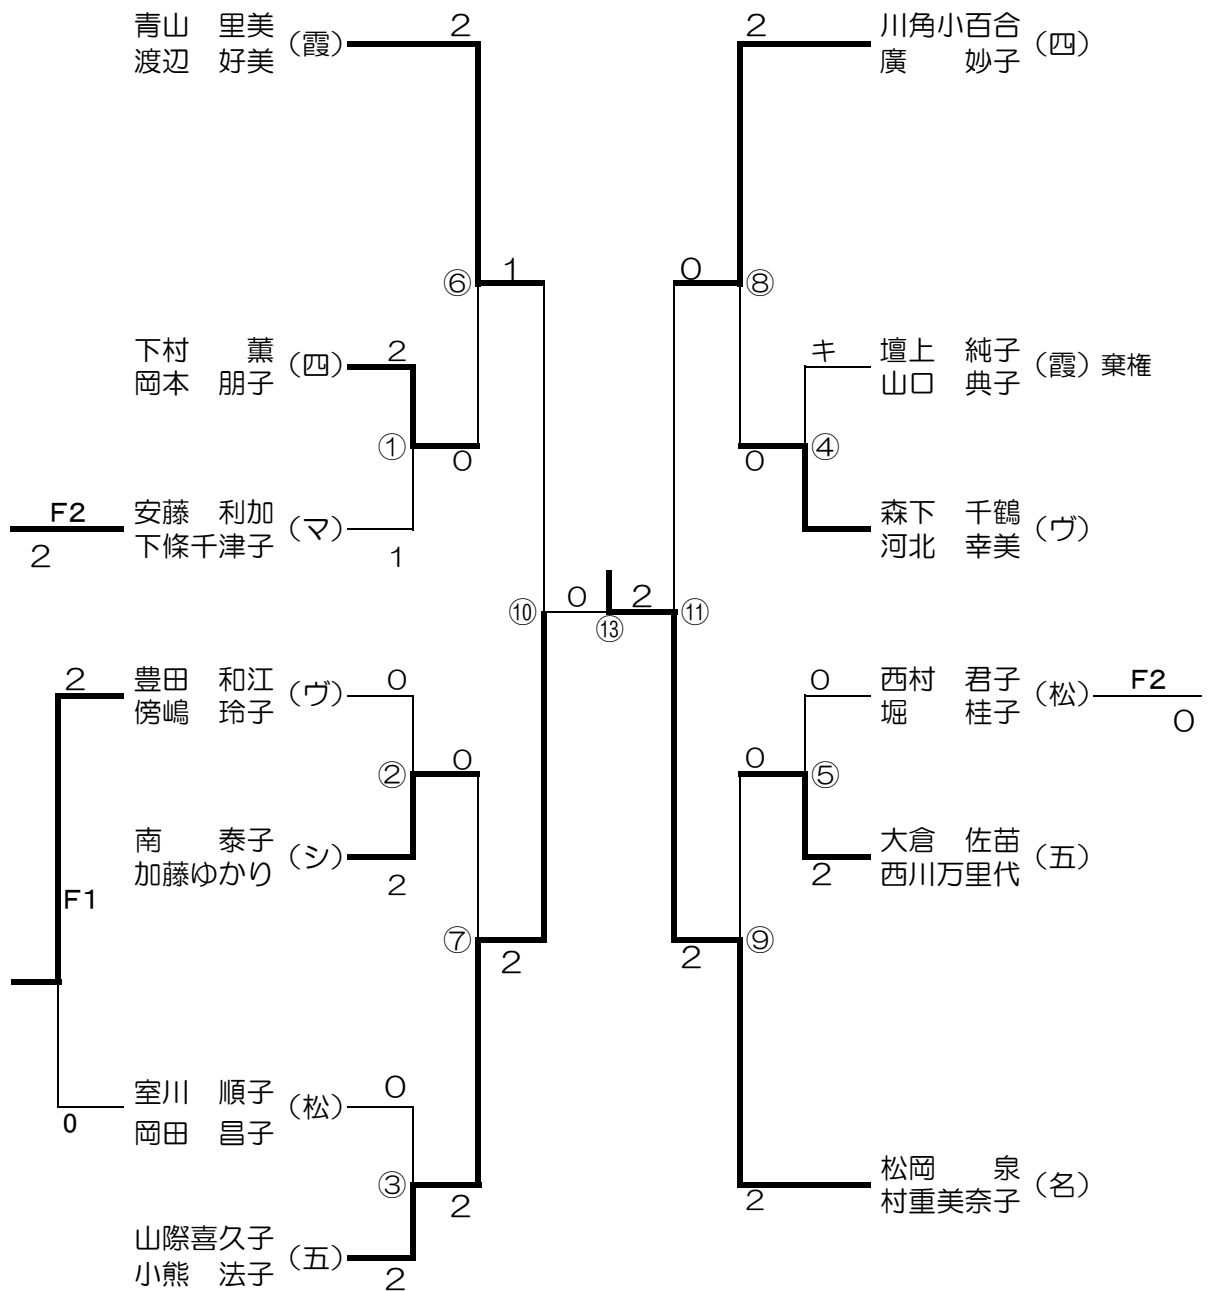 青山　里美
渡辺　好美
（霞）
2
2
川角小百合
廣　　妙子
（四）
⑥
1
0
⑧
下村　　薫
岡本　朋子
（四）
2
キ
壇上　純子
山口　典子
（霞）棄権
①
0
0
④
F2
2
安藤　利加
下條千津子
（マ）
1
森下　千鶴
河北　幸美
（ヴ）
⑩
0
⑬
2
⑪
2
豊田　和江
傍嶋　玲子
（ヴ）
0
0
西村　君子
堀　　桂子
（松）
F2
0
②
0
0
⑤
南　　泰子
加藤ゆかり
（シ）
2
2
大倉　佐苗
西川万里代
（五）
F1
⑦
2
2
⑨
0
室川　順子
岡田　昌子
（松）
0
③
2
2
松岡　　泉
村重美奈子
（名）
山際喜久子
小熊　法子
（五）
2